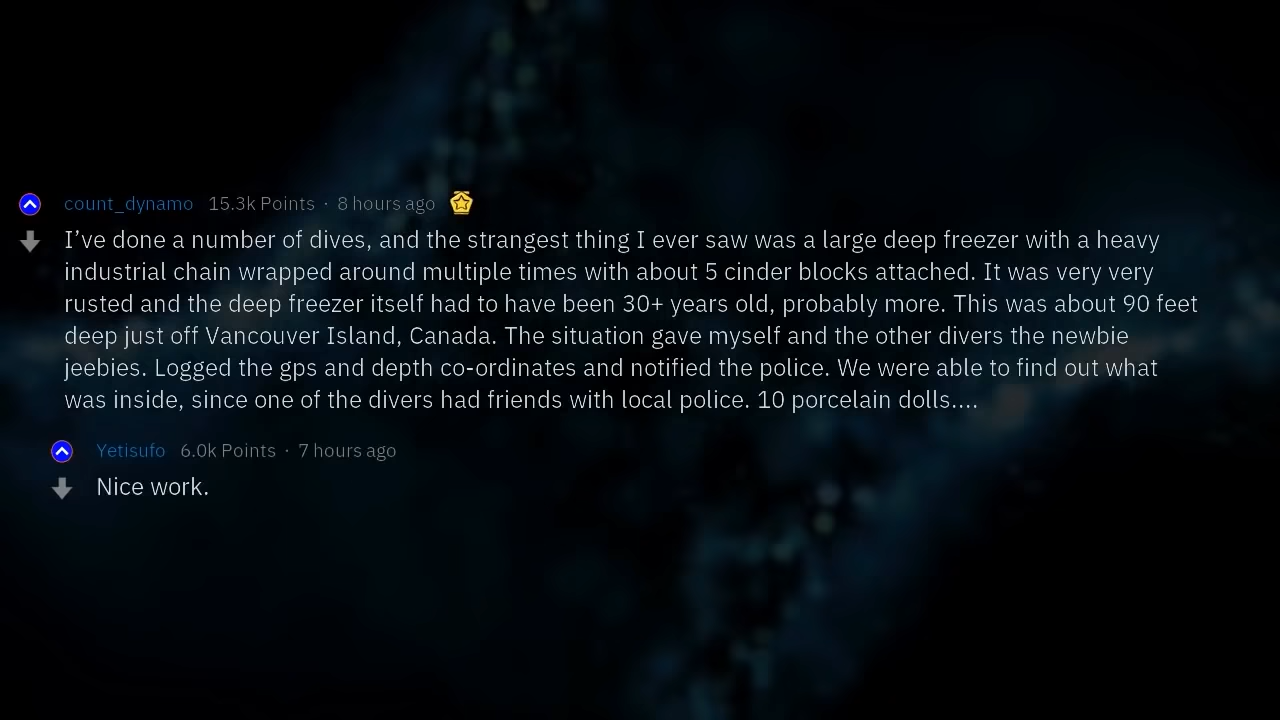 count_dynamo 15.3k Points · 8 hours ago
I’ve done a number of dives, and the strangest thing I ever saw was a large deep freezer with a heavy
industrial chain wrapped around multiple times with about 5 cinder blocks attached. It was very very
rusted and the deep freezer itself had to have been 30+ years old, probably more. This was about 90 feet
deep just off Vancouver Island, Canada. The situation gave myself and the other divers the newbie
jeebies. Logged the gps and depth co-ordinates and notified the police. We were able to find out what
was inside, since one of the divers had friends with local police. 10 porcelain dolls....
Yetisufo 6.0k Points · 7 hours ago
Nice work.